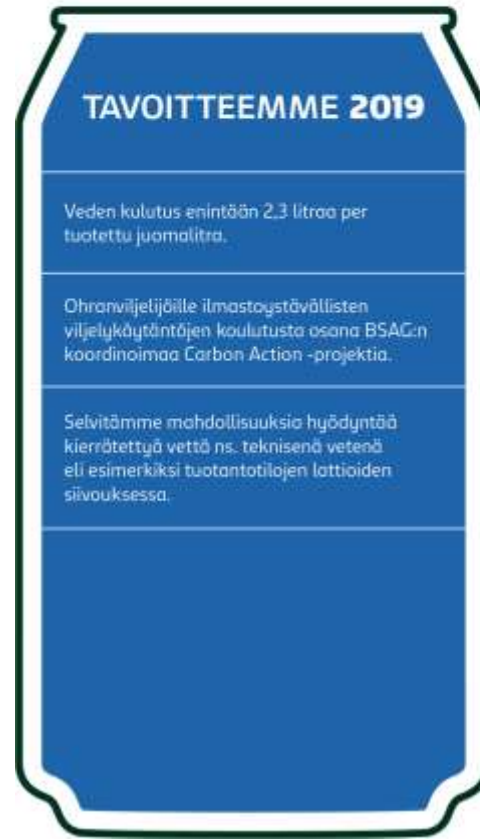 TAVOITTEEMME 2019
Veden kulutus enintään 2,3 litraa per
tuotettu juomalitra.
Ohranviljelijöille ilmastoystävällisten
viljelykäytäntöjen koulutusta osana BSAG:n
koordinoimaa Carbon Action -projektia.
Selvitämme mahdollisuuksia hyödyntää
kierrätettyä vettä ns. teknisenä vetenä
eli esimerkiksi tuotantotilojen lattioiden
siivouksessa.